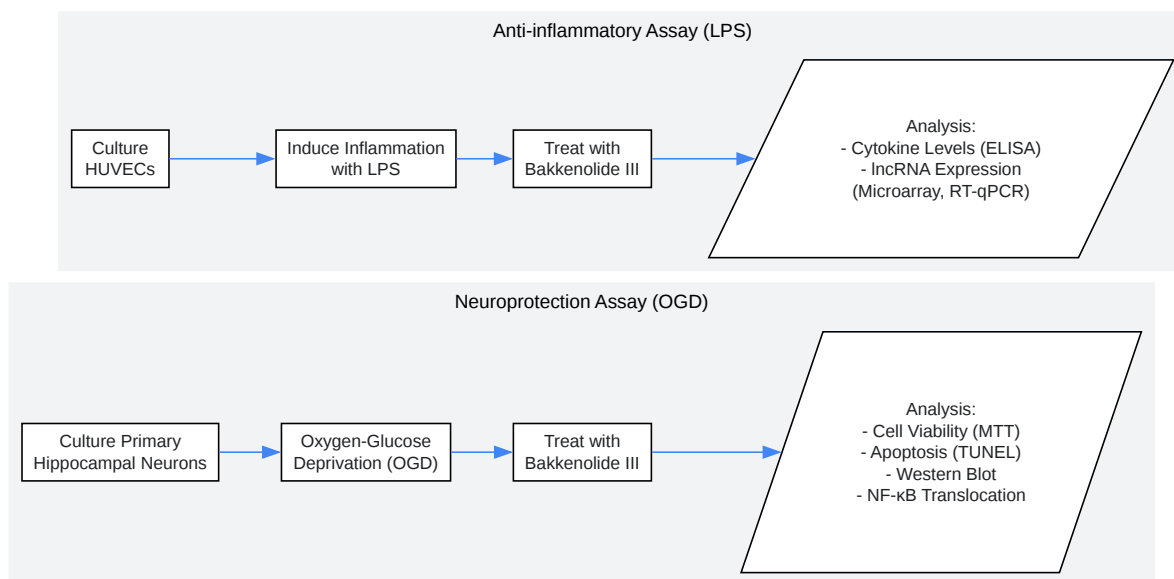 Anti-inflammatory Assay (LPS)
Culture
HUVECs
Induce Inflammation
with LPS
Treat with
Bakkenolide III
Analysis:
- Cytokine Levels (ELISA)
- lncRNA Expression
(Microarray, RT-qPCR)
Neuroprotection Assay (OGD)
Culture Primary
Hippocampal Neurons
Oxygen-Glucose
Deprivation (OGD)
Treat with
Bakkenolide III
Analysis:
- Cell Viability (MTT)
- Apoptosis (TUNEL)
- Western Blot
- NF-κB Translocation